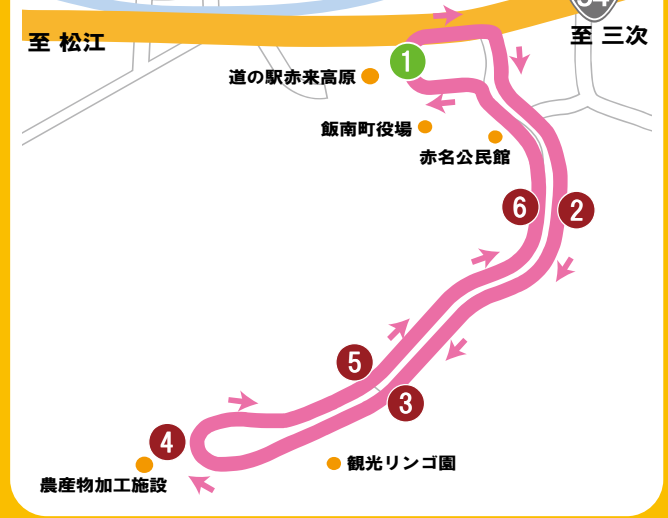 至 松江
至 三次
1
道の駅赤来高原
飯南町役場
赤名公民館
6
2
5
3
4
観光リンゴ園
農産物加工施設